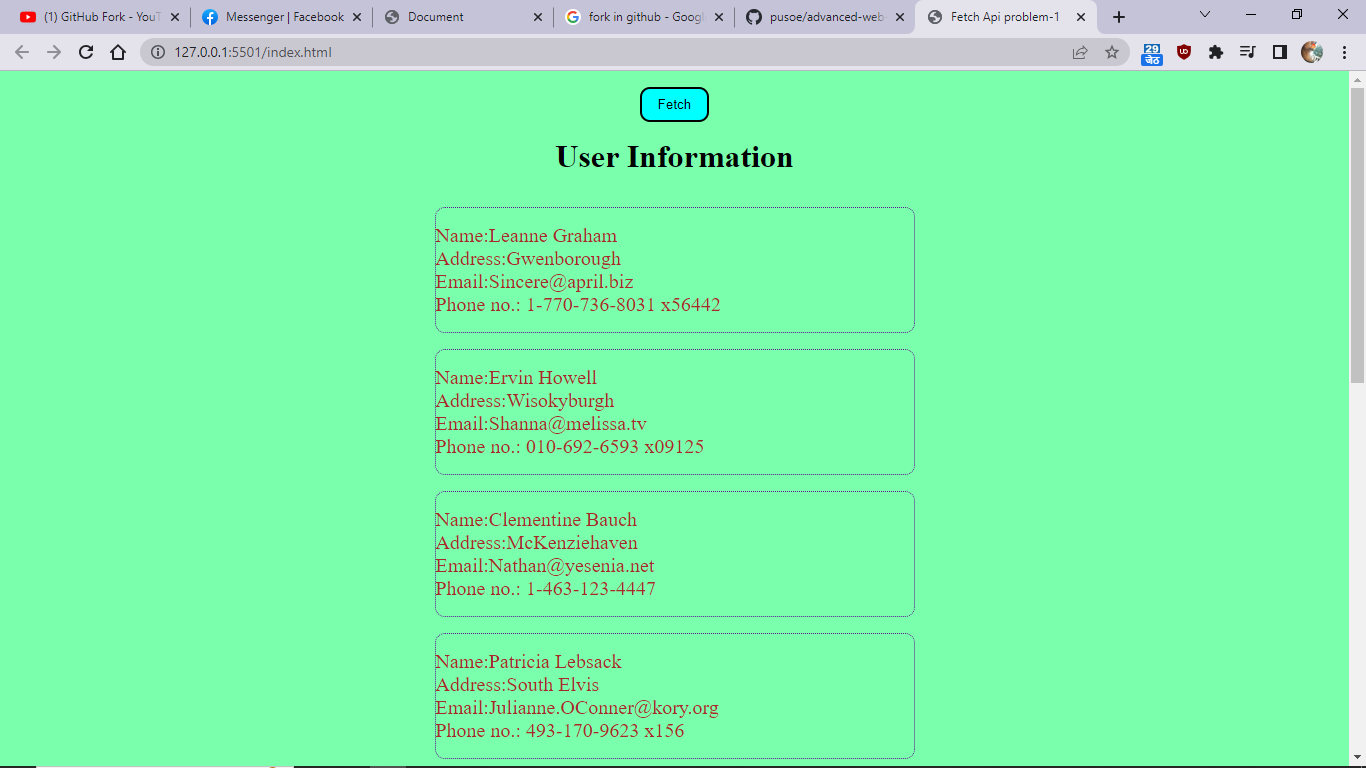 (1) GitHub Fork - YouT
Messenger | Facebook
Document
fork in github - Googl
pusoe/advanced-web
Fetch Api problem-1
127.0.0.1:5501/index.html
29
जेठ
Fetch
User Information
Name:Leanne Graham
Address:Gwenborough
Email:Sincere@april.biz
Phone no.: 1-770-736-8031 x56442
Name:Ervin Howell
Address:Wisokyburgh
Email:Shanna@melissa.tv
Phone no.: 010-692-6593 x09125
Name:Clementine Bauch
Address:McKenziehaven
Email:Nathan@yesenia.net
Phone no.: 1-463-123-4447
Name:Patricia Lebsack
Address:South Elvis
Email:Julianne.OConner@kory.org
Phone no.: 493-170-9623 x156